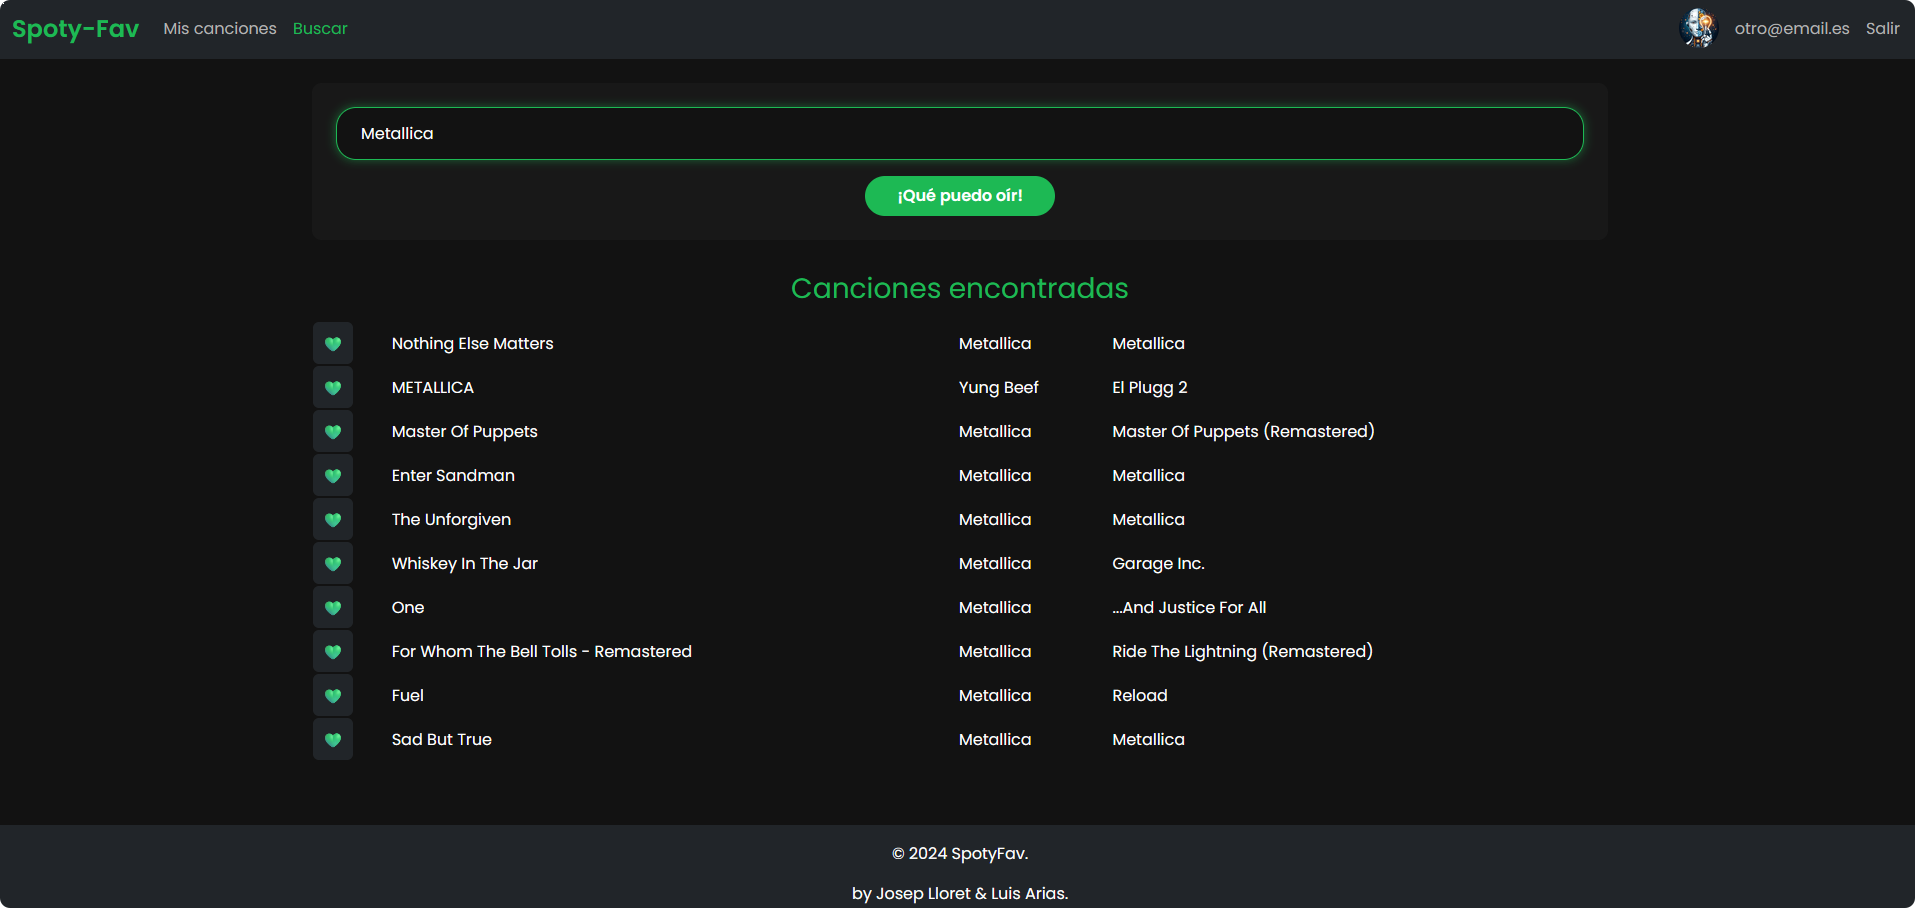 Spoty-Fav Mis canciones Buscar otro@email.es Salir
Metallica
¡Qué puedo oír!
Canciones encontradas
Nothing Else Matters Metallica Metallica
METALLICA Yung Beef El Plugg 2
Master Of Puppets Metallica Master Of Puppets (Remastered)
Enter Sandman Metallica Metallica
The Unforgiven Metallica Metallica
Whiskey In The Jar Metallica Garage Inc.
One Metallica ...And Justice For All
For Whom The Bell Tolls - Remastered Metallica Ride The Lightning (Remastered)
Fuel Metallica Reload
Sad But True Metallica Metallica
© 2024 SpotyFav.
by Josep Lloret & Luis Arias.